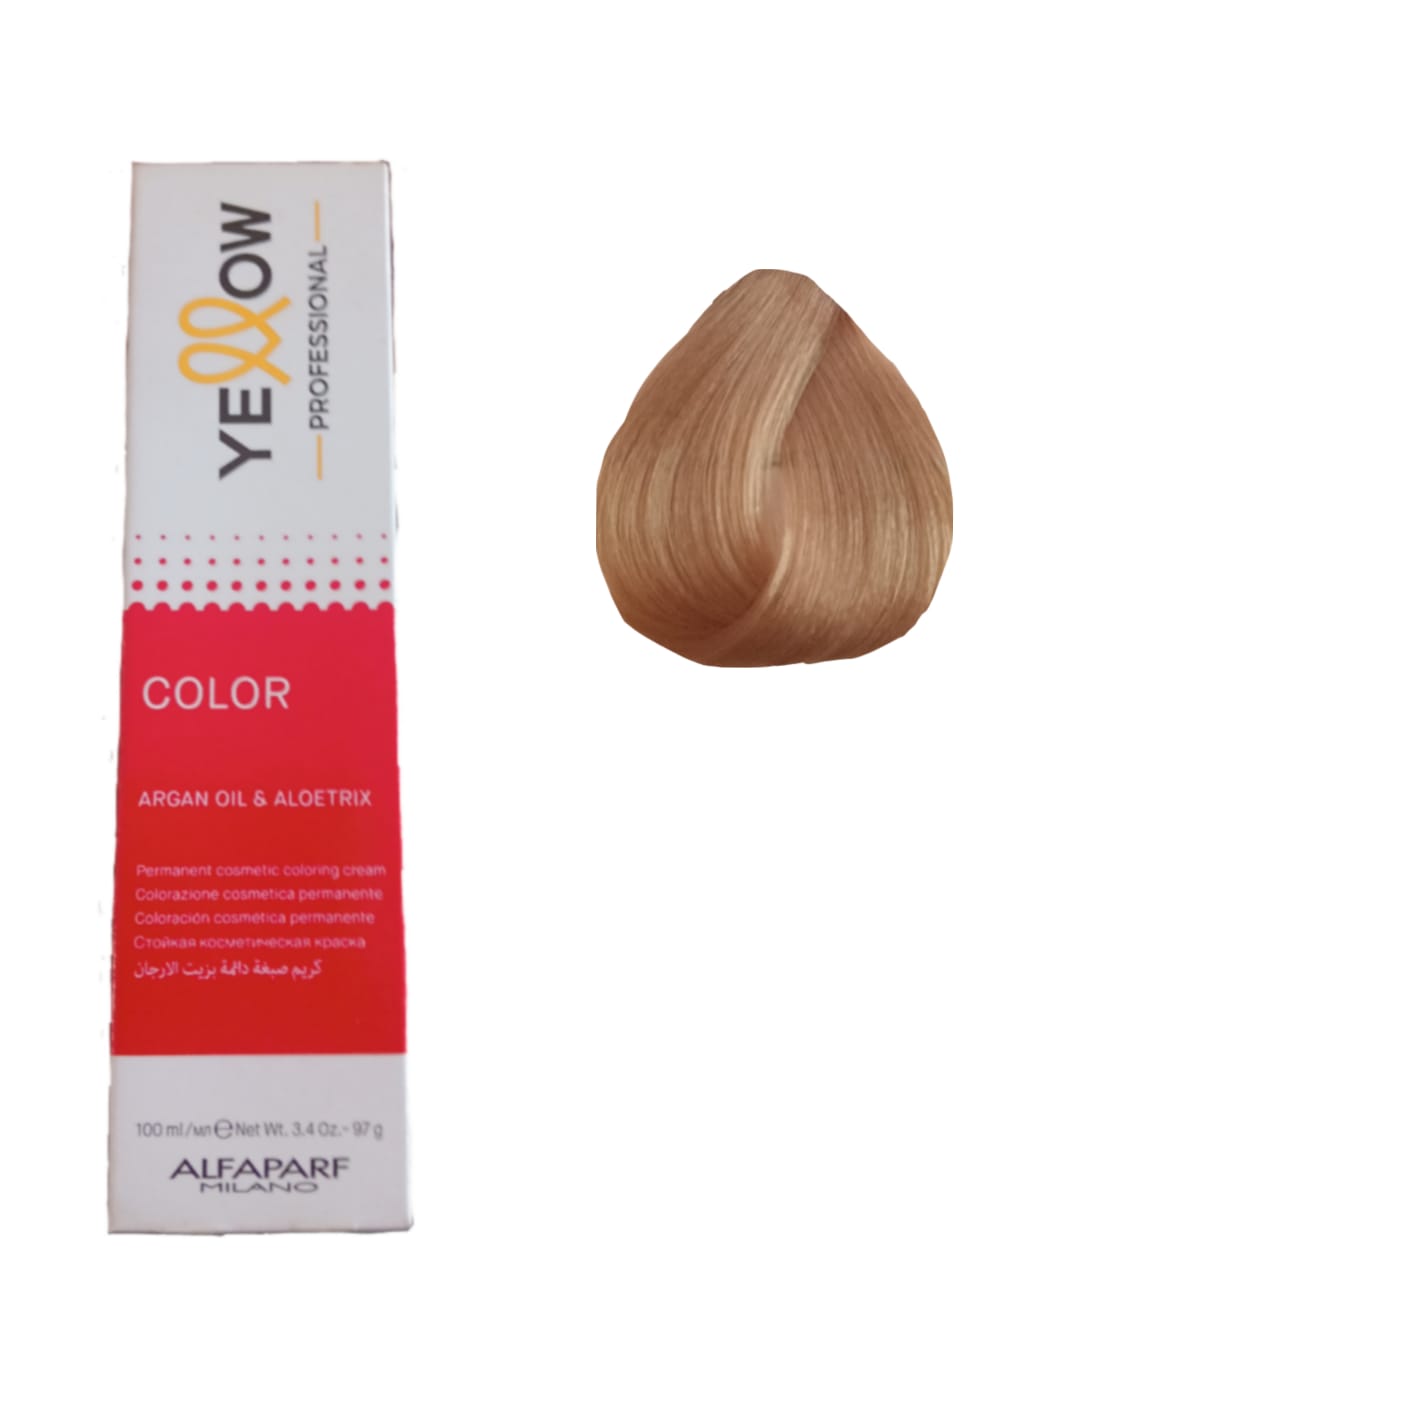 YELLOW
PROFESSIONAL
COLOR
ARGAN OIL & ALOETRIX
Permanent cosmetic coloring cream
Colorazione cosmetica permanente
Coloración cosmética permanente
Стойкая косметическая краска
كريم صبغة دائمة بزيت الارجان
100 ml/мл ℮ Net Wt. 3.4 Oz.- 97 g
ALFAPARF
MILANO